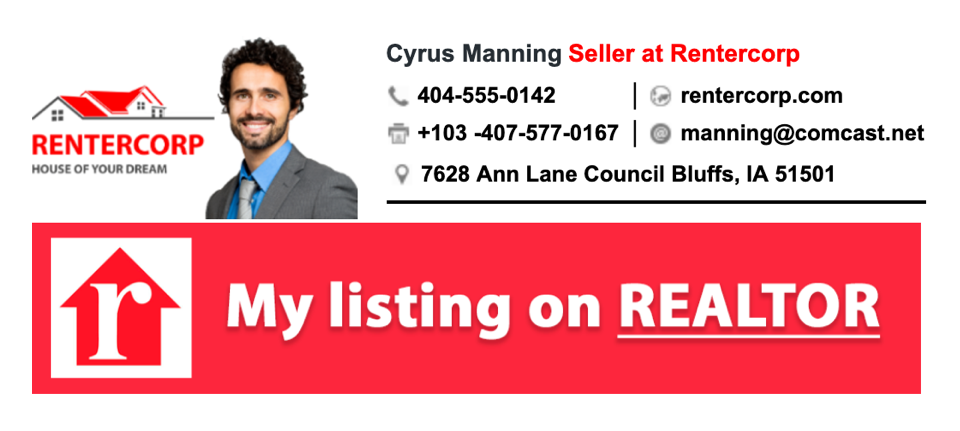 Cyrus Manning Seller at Rentercorp
404-555-0142
rentercorp.com
+103 -407-577-0167
manning@comcast.net
7628 Ann Lane Council Bluffs, IA 51501
RENTERCORP
HOUSE OF YOUR DREAM
r
My listing on REALTOR